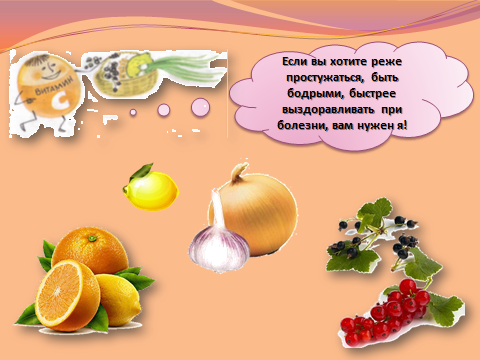 Витамин
С
Если вы хотите реже
простужаться, быть
бодрыми, быстрее
выздоравливать при
болезни, вам нужен я!